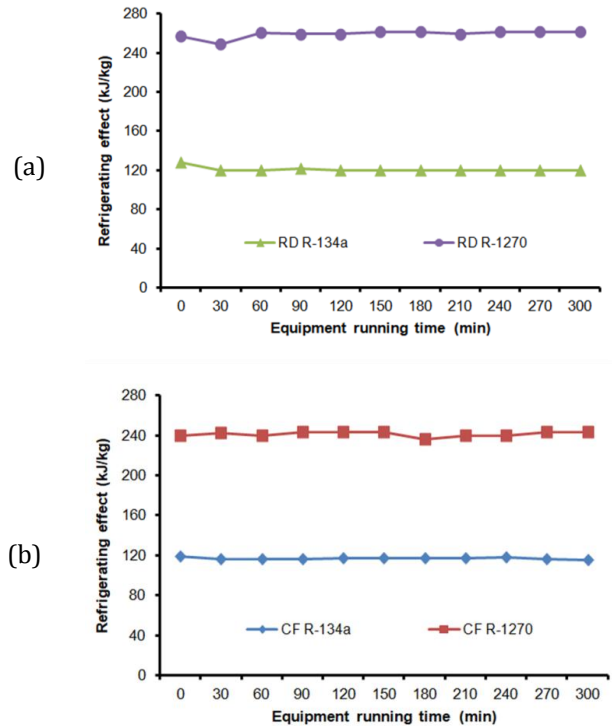 (a)
Refrigerating effect (kJ/kg)
280
240
200
160
120
80
40
0
RD R-134a
RD R-1270
0 30 60 90 120 150 180 210 240 270 300
Equipment running time (min)
(b)
Refrigerating effect (kJ/kg)
280
240
200
160
120
80
40
0
CF R-134a
CF R-1270
0 30 60 90 120 150 180 210 240 270 300
Equipment running time (min)